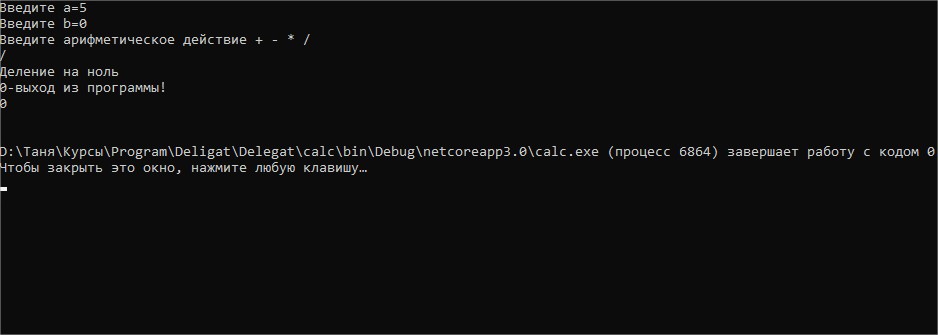 Введите a=5
Введите b=0
Введите арифметическое действие + - * /
/
Деление на ноль
0-выход из программы!
0
D:\Таня\Курсы\Program\Deligat\Delegat\calc\bin\Debug\netcoreapp3.0\calc.exe (процесс 6864) завершает работу с кодом 0
Чтобы закрыть это окно, нажмите любую клавишу…